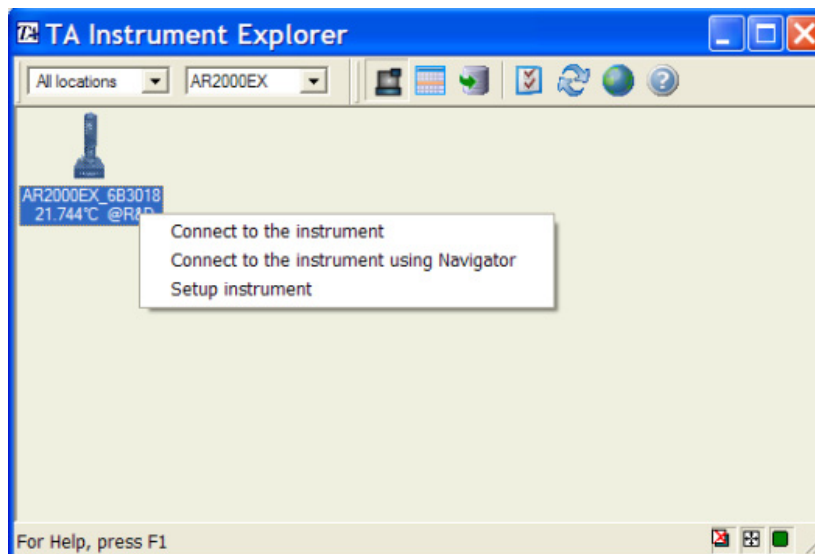 TA Instrument Explorer
All locations
AR2000EX
AR2000EX_6B3018
21.744°C @R&D
Connect to the instrument
Connect to the instrument using Navigator
Setup instrument
For Help, press F1